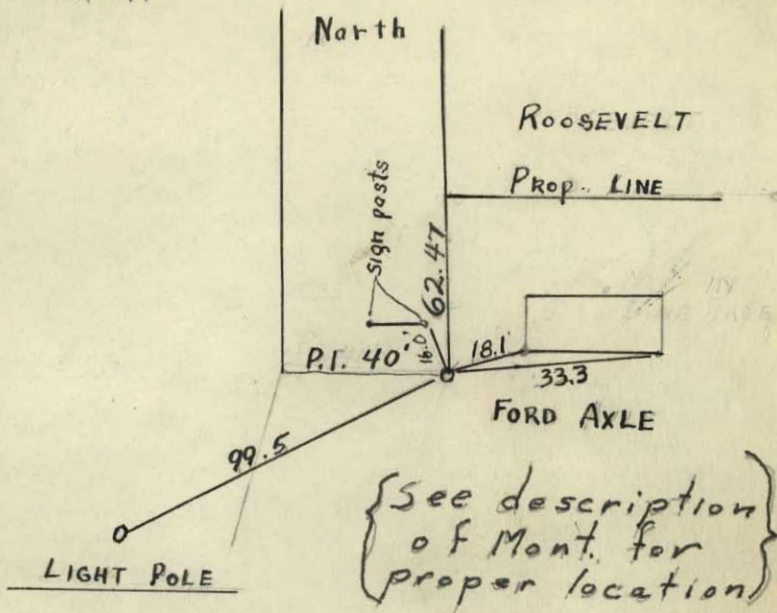 North
ROOSEVELT
PROP. LINE
sign posts
62.47
P.I. 40'
16.0'
18.1'
33.3
FORD AXLE
99.5
LIGHT POLE
{See description
of Mont. for
proper location}